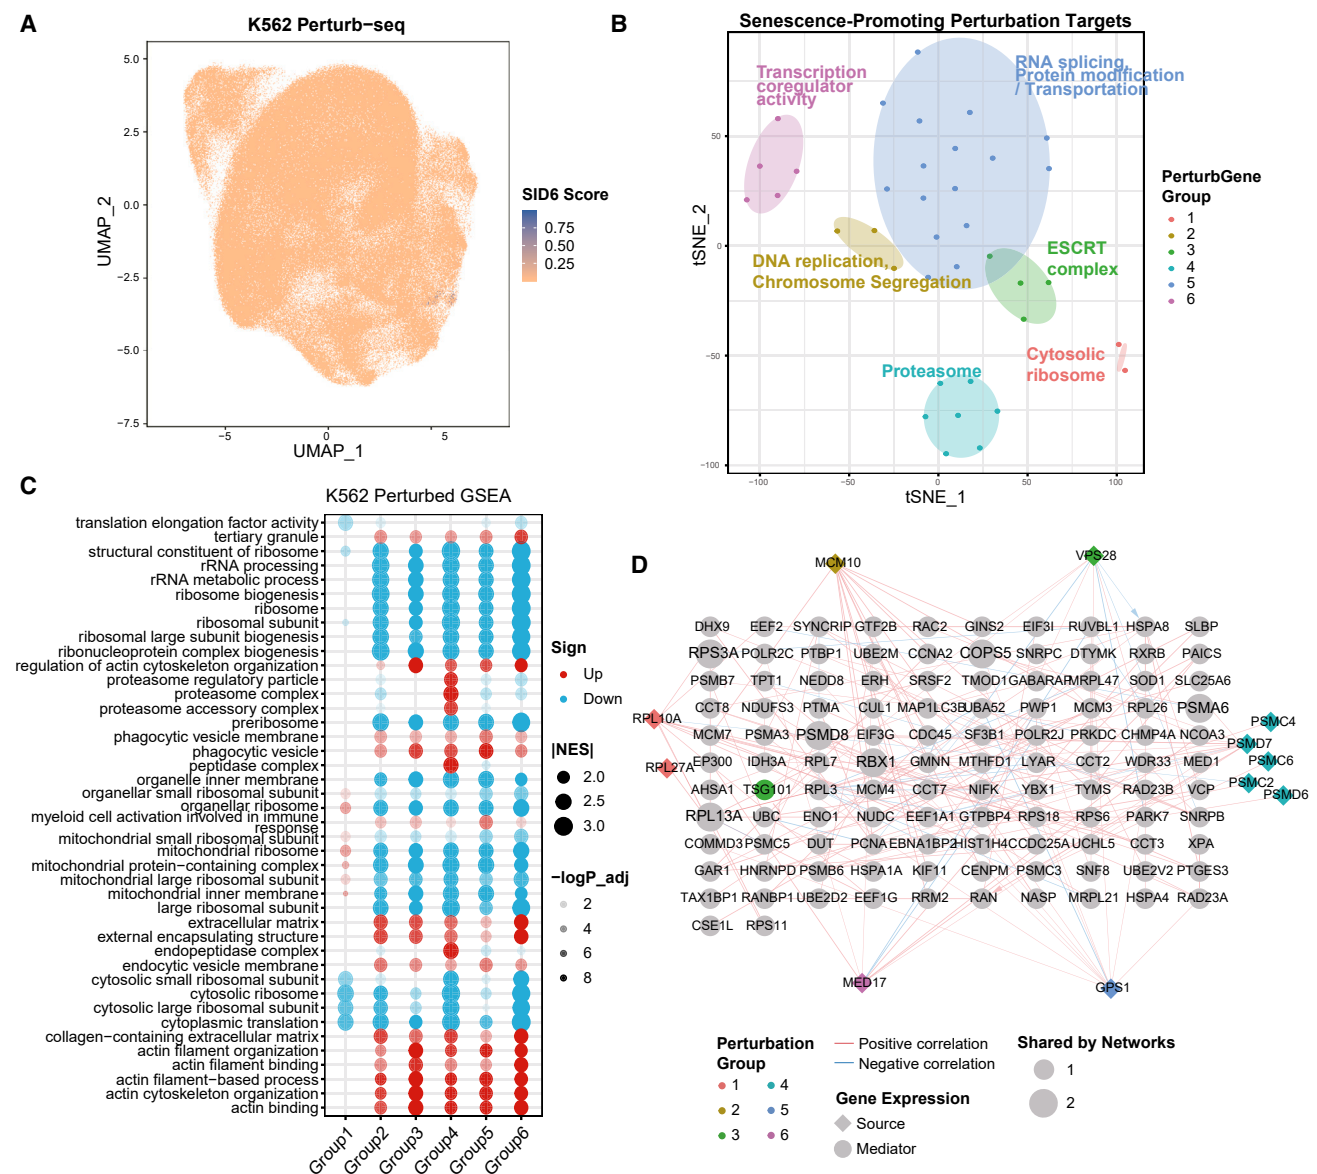 A
K562 Perturb−seq
5.0
2.5
0.0
−2.5
−5.0
−7.5
−5
0
5
UMAP_1
UMAP_2
SID6 Score
0.75
0.50
0.25
B
Senescence-Promoting Perturbation Targets
Transcription
coregulator
activity
RNA splicing,
Protein modification
/ Transportation
DNA replication,
Chromosome Segregation
ESCRT
complex
Cytosolic
ribosome
Proteasome
50
0
−50
−100
−100
−50
0
50
100
tSNE_1
tSNE_2
PerturbGene
Group
1
2
3
4
5
6
C
K562 Perturbed GSEA
translation elongation factor activity
tertiary granule
structural constituent of ribosome
rRNA processing
rRNA metabolic process
ribosome biogenesis
ribosome
ribosomal subunit
ribosomal large subunit biogenesis
ribonucleoprotein complex biogenesis
regulation of actin cytoskeleton organization
proteasome regulatory particle
proteasome complex
proteasome accessory complex
preribosome
phagocytic vesicle membrane
phagocytic vesicle
peptidase complex
organelle inner membrane
organellar small ribosomal subunit
organellar ribosome
myeloid cell activation involved in immune
response
mitochondrial small ribosomal subunit
mitochondrial ribosome
mitochondrial protein−containing complex
mitochondrial large ribosomal subunit
mitochondrial inner membrane
large ribosomal subunit
extracellular matrix
external encapsulating structure
endopeptidase complex
endocytic vesicle membrane
cytosolic small ribosomal subunit
cytosolic ribosome
cytosolic large ribosomal subunit
cytoplasmic translation
collagen−containing extracellular matrix
actin filament organization
actin filament binding
actin filament−based process
actin cytoskeleton organization
actin binding
Group1
Group2
Group3
Group4
Group5
Group6
Sign
Up
Down
|NES|
2.0
2.5
3.0
−logP_adj
2
4
6
8
D
MCM10
VPS28
DHX9 EEF2 SYNCRIP GTF2B RAC2 GINS2 EIF3I RUVBL1 HSPA8 SLBP
RPS3A POLR2C PTBP1 UBE2M CCNA2 COPS5 SNRPC DTYMK RXRB PAICS
PSMB7 TPT1 NEDD8 ERH SRSF2 TMOD1 GABARAP MRPL47 SOD1 SLC25A6
CCT8 NDUFS3 PTMA CUL1 MAP1LC3B UBA52 PWP1 MCM3 RPL26 PSMA6
MCM7 PSMA3 PSMD8 EIF3G CDC45 SF3B1 POLR2J PRKDC CHMP4A NCOA3
EP300 IDH3A RPL7 RBX1 GMNN MTHFD1 LYAR CCT2 WDR33 MED1
AHSA1 TSG101 RPL3 MCM4 CCT7 NIFK YBX1 TYMS RAD23B VCP
RPL13A UBC ENO1 NUDC EEF1A1 GTPBP4 RPS18 RPS6 PARK7 SNRPB
COMMD3 PSMC5 DUT PCNA EBNA1BP2 HIST1H4C CDC25A UCHL5 CCT3 XPA
GAR1 HNRNPD PSMB6 HSPA1A KIF11 CENPM PSMC3 SNF8 UBE2V2 PTGES3
TAX1BP1 RANBP1 UBE2D2 EEF1G RRM2 RAN NASP MRPL21 HSPA4 RAD23A
CSE1L RPS11
RPL10A
RPL27A
PSMC4
PSMD7
PSMC6
PSMC2
PSMD6
MED17
GPS1
Perturbation
Group
1
2
3
4
5
6
Positive correlation
Negative correlation
Gene Expression
Source
Mediator
Shared by Networks
1
2